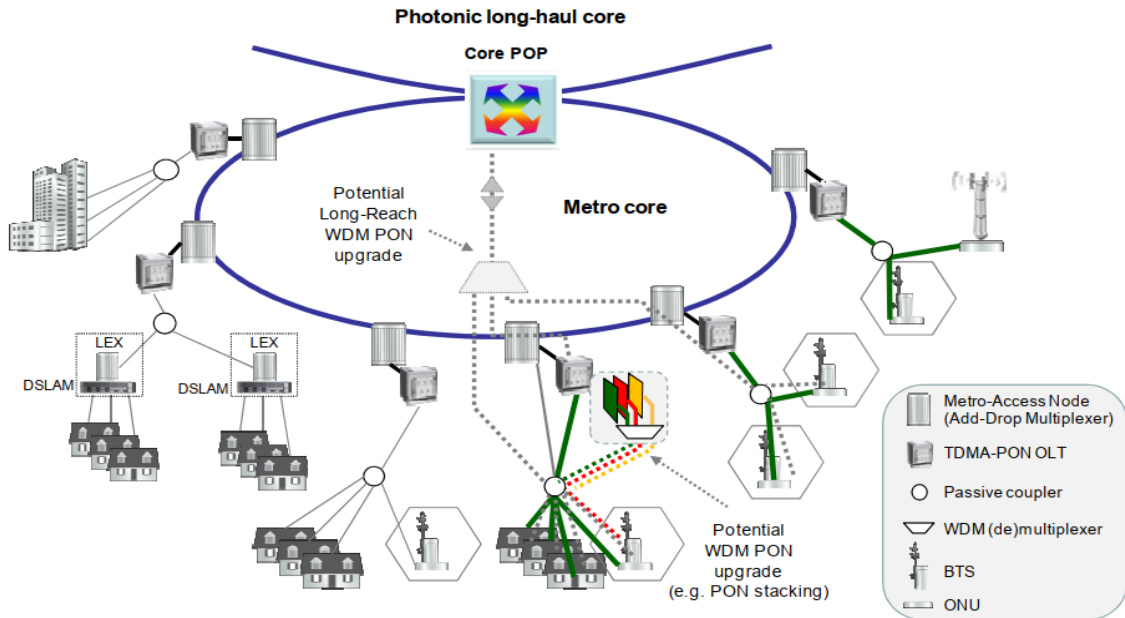 Photonic long-haul core
Core POP
Potential
Long-Reach
WDM PON
upgrade
Metro core
LEX
LEX
DSLAM
DSLAM
Potential
WDM PON
upgrade
(e.g. PON stacking)
Metro-Access Node
(Add-Drop Multiplexer)
TDMA-PON OLT
Passive coupler
WDM (de)multiplexer
BTS
ONU